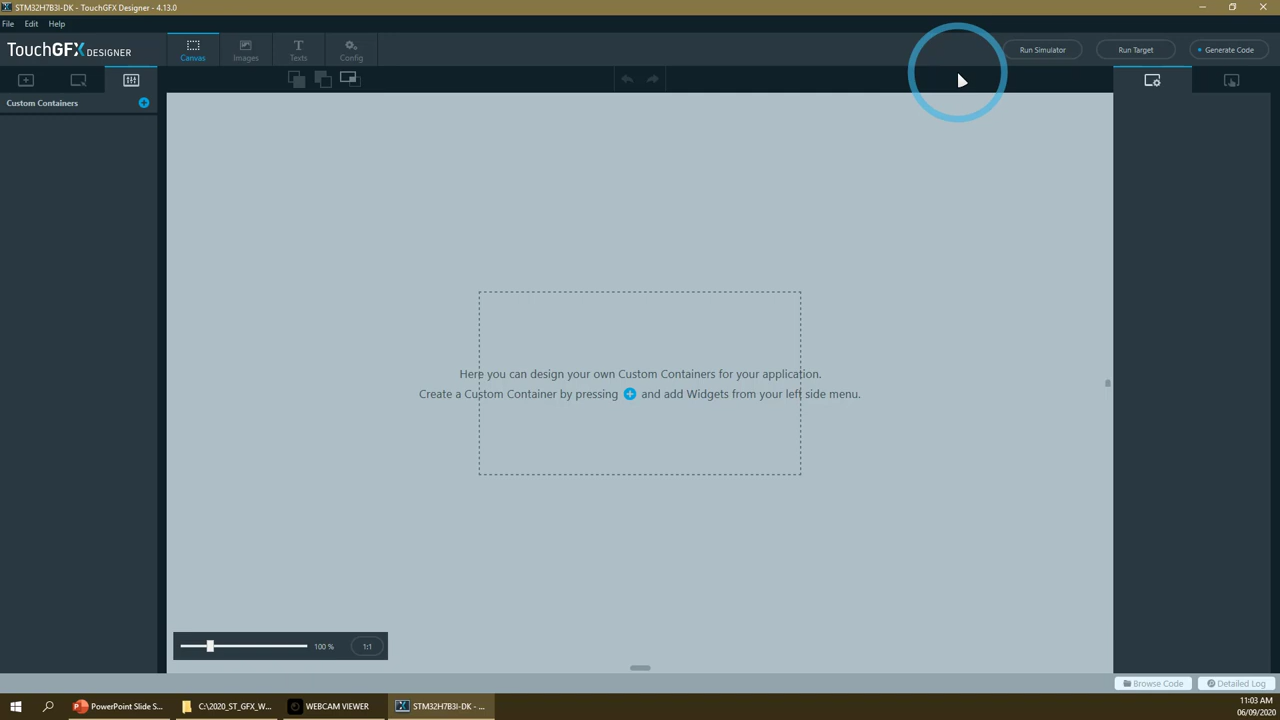 STM32H7B3I-DK - TouchGFX Designer - 4.13.0
File Edit Help
TouchGFX DESIGNER
Canvas
Images
Texts
Config
Run Simulator
Run Target
Generate Code
Custom Containers
Here you can design your own Custom Containers for your application.
Create a Custom Container by pressing + and add Widgets from your left side menu.
100 %
1:1
Browse Code
Detailed Log
PowerPoint Slide S...
C:\2020_ST_GFX_W...
WEBCAM VIEWER
STM32H7B3I-DK - ...
11:03 AM
06/09/2020